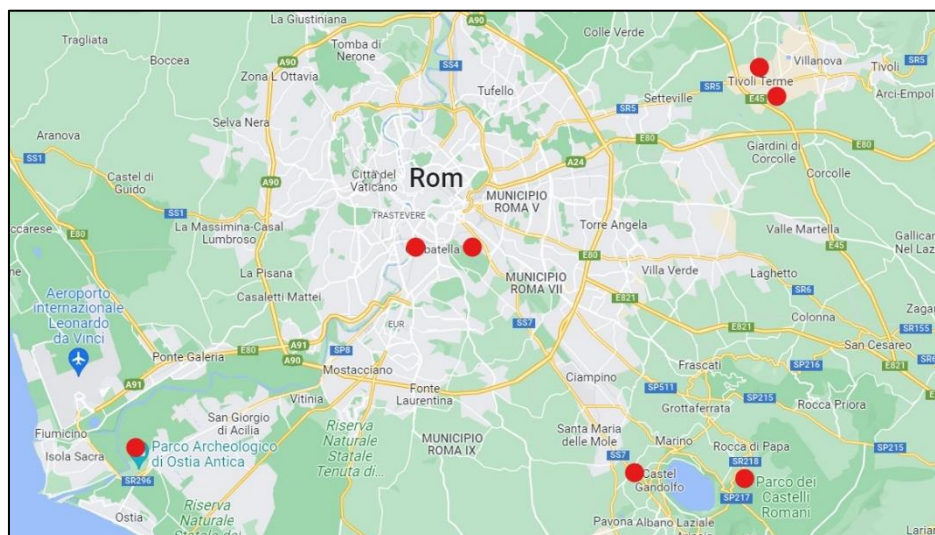 La Giustiniana
A90
Colle Verde
Tragliata
Tomba di
Nerone
SS4
Boccea
A90
Villanova
Zona L'Ottavia
Tufello
Tivoli Terme
Tivoli
SR5
SR5
Setteville
E45
Arci-Empol
Selva Nera
SR5
Aranova
E80
Giardini di
Corcolle
SS1
Città del
Vaticano
A24
E80
Castel di
Guido
A90
Rom
Corcolle
MUNICIPIO
ROMA V
SS1
TRASTEVERE
La Massimina-Casal
Lumbroso
Torre Angela
Valle Martella
Gallican
Nel Laz
ccarese
E80
batella
E80
E45
La Pisana
MUNICIPIO
ROMA VII
Villa Verde
Laghetto
Aeroporto
internazionale
Leonardo
da Vinci
Casaletti Mattei
E821
SR6
Zagar
EUR
SS7
Colonna
A91
E821
SR155
E80
SP8
San Cesareo
Ponte Galeria
Mostacciano
Frascati
SP216
SR6
A91
Ciampino
SP511
Vitinia
Fonte
Laurentina
SP215
Grottaferrata
Rocca Priora
San Giorgio
di Acilia
Fiumicino
Riserva
Naturale
Statale
Tenuta di...
Santa Maria
delle Mole
MUNICIPIO
ROMA IX
Marino
Rocca di Papa
SP215
Isola Sacra
Parco Archeologico
di Ostia Antica
SS7
SR218
Castel
Gandolfo
Parco dei
Castelli
Romani
SR296
SP217
Riserva
Naturale
Statale del
Ostia
Pavona
Albano Laziale
Larian